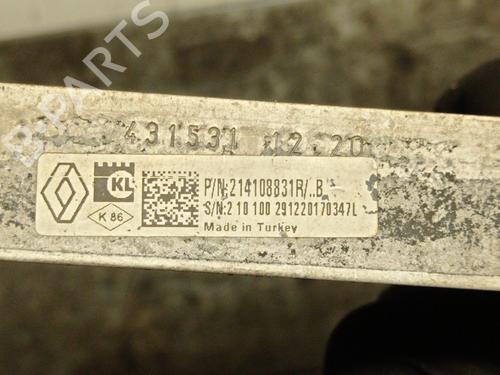 431531 12.20
KL
K 86
P/N:214108831R/..B
S/N:2 10 100 291220170347L
Made in Turkey
B-PARTS